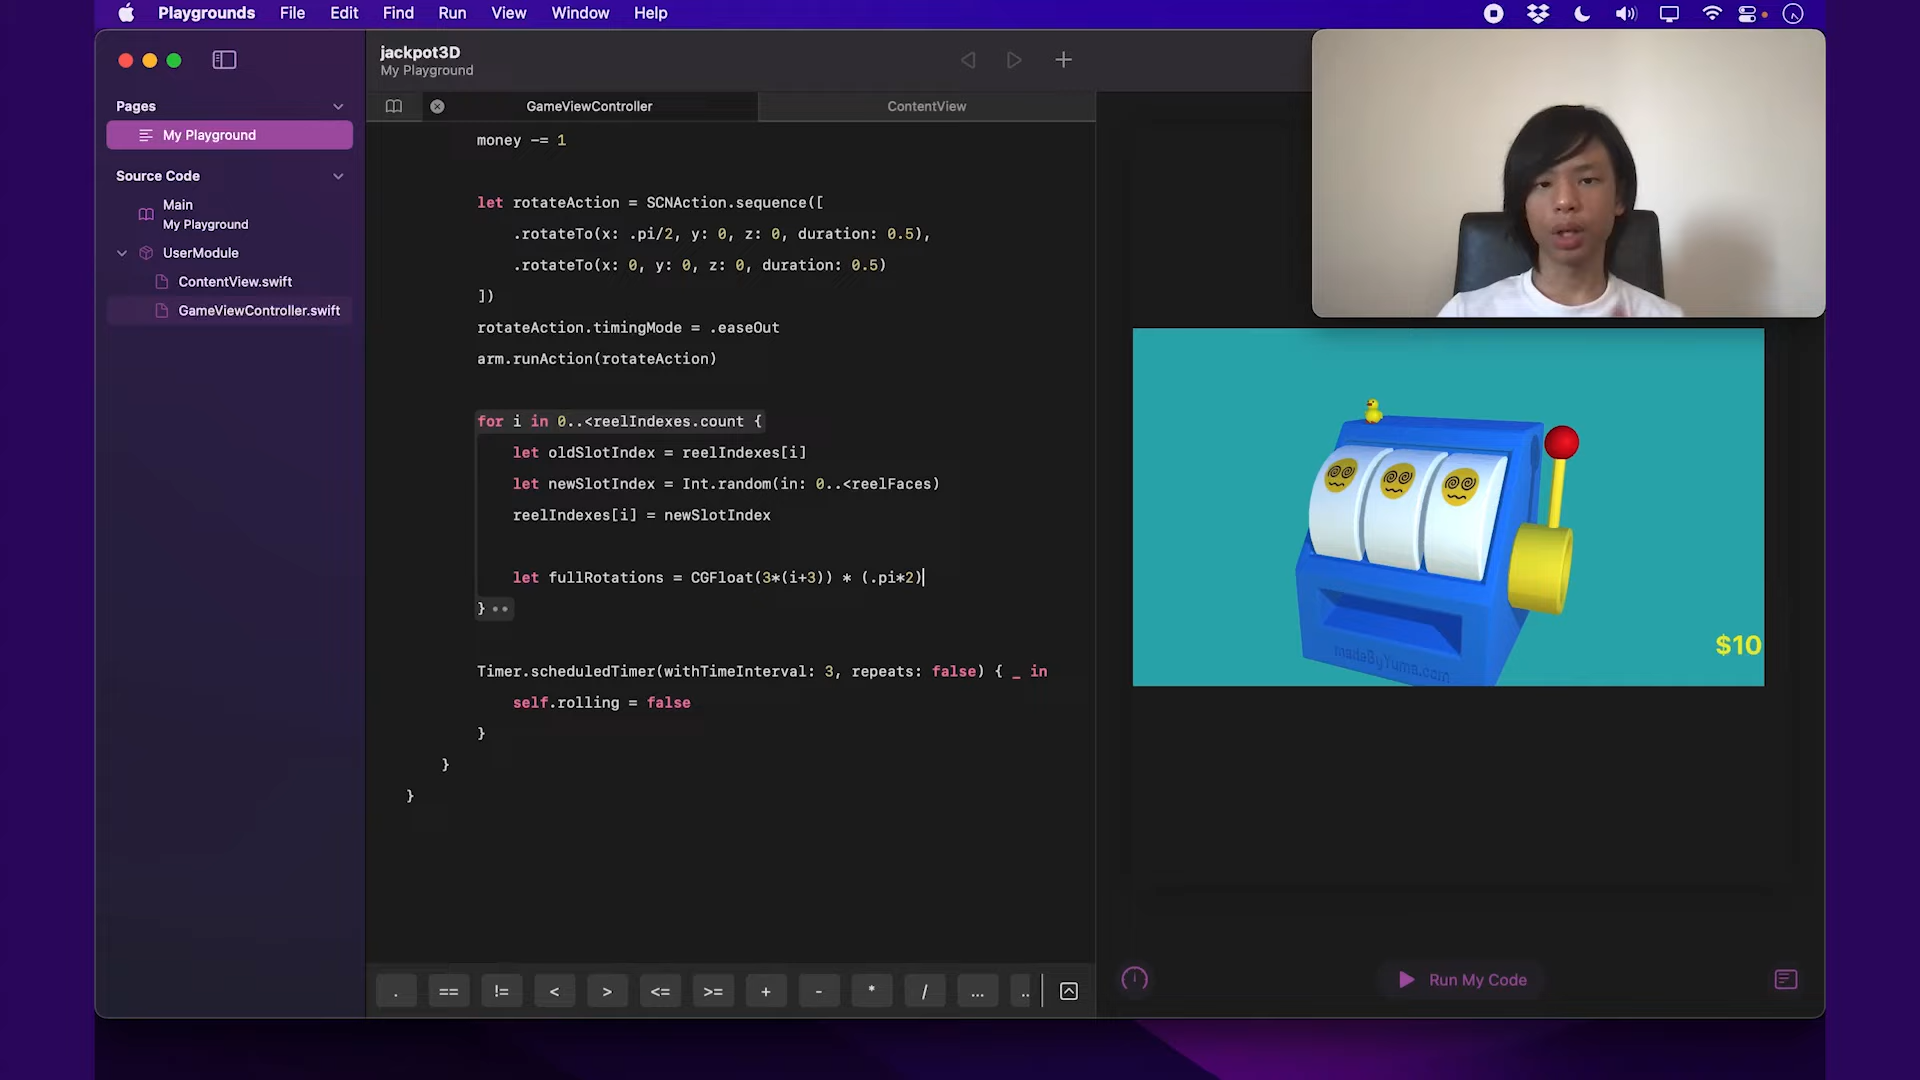 Playgrounds File Edit Find Run View Window Help
jackpot3D
My Playground
Pages
My Playground
Source Code
Main
My Playground
UserModule
ContentView.swift
GameViewController.swift
GameViewController
ContentView
money -= 1
let rotateAction = SCNAction.sequence([
.rotateTo(x: .pi/2, y: 0, z: 0, duration: 0.5),
.rotateTo(x: 0, y: 0, z: 0, duration: 0.5)
])
rotateAction.timingMode = .easeOut
arm.runAction(rotateAction)
for i in 0..<reelIndexes.count {
let oldSlotIndex = reelIndexes[i]
let newSlotIndex = Int.random(in: 0..<reelFaces)
reelIndexes[i] = newSlotIndex
let fullRotations = CGFloat(3*(i+3)) * (.pi*2)
}
Timer.scheduledTimer(withTimeInterval: 3, repeats: false) { _ in
self.rolling = false
}
}
}
. == != < > <= >= + - * / ... ..
$10
madeByYuma.com
Run My Code